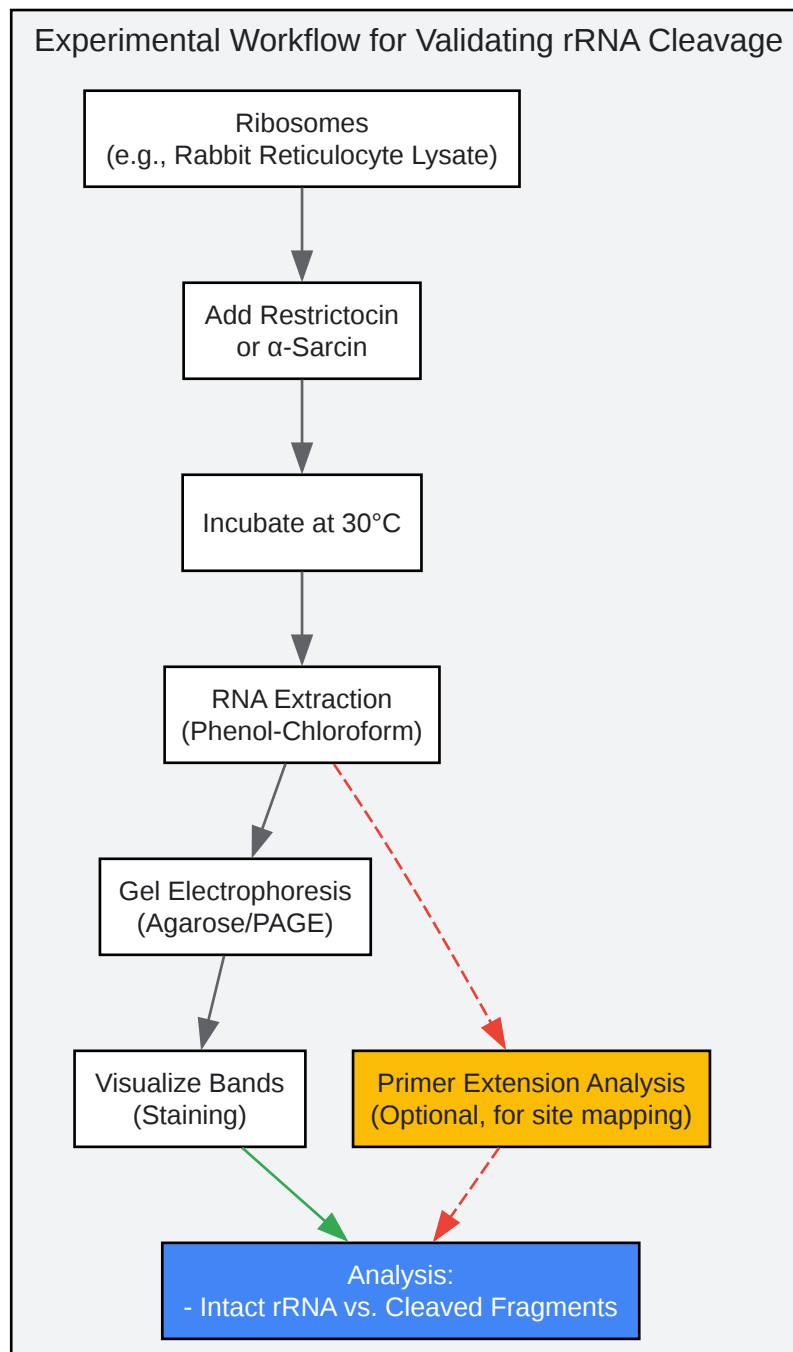 Experimental Workflow for Validating rRNA Cleavage
Ribosomes
(e.g., Rabbit Reticulocyte Lysate)
Add Restrictocin
or α-Sarcin
Incubate at 30°C
RNA Extraction
(Phenol-Chloroform)
Gel Electrophoresis
(Agarose/PAGE)
Visualize Bands
(Staining)
Primer Extension Analysis
(Optional, for site mapping)
Analysis:
- Intact rRNA vs. Cleaved Fragments